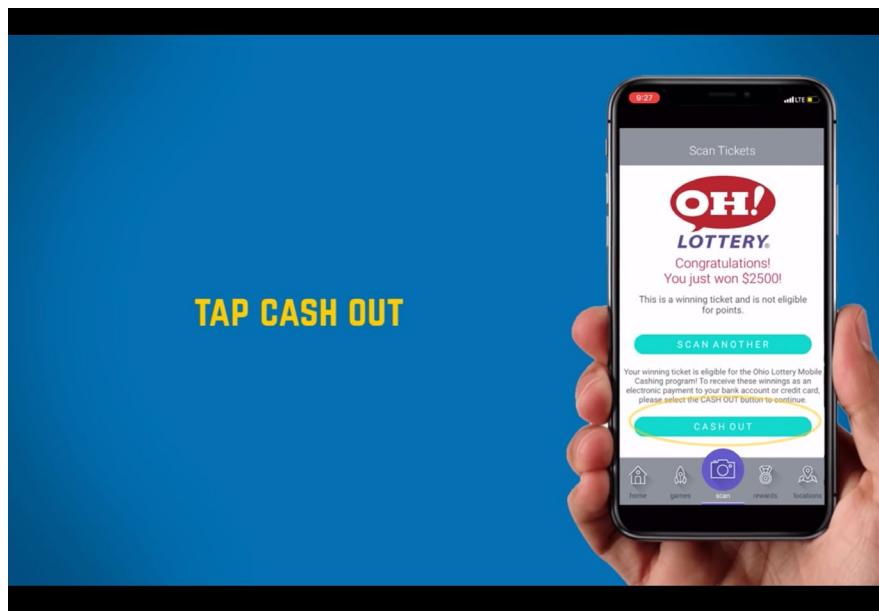 TAP CASH OUT
9:27
LTE
Scan Tickets
OH!
LOTTERY®
Congratulations!
You just won $2500!
This is a winning ticket and is not eligible
for points.
SCAN ANOTHER
Your winning ticket is eligible for the Ohio Lottery Mobile
Cashing program! To receive these winnings as an
electronic payment to your bank account or credit card,
please select the CASH OUT button to continue.
CASH OUT
home games scan rewards locations